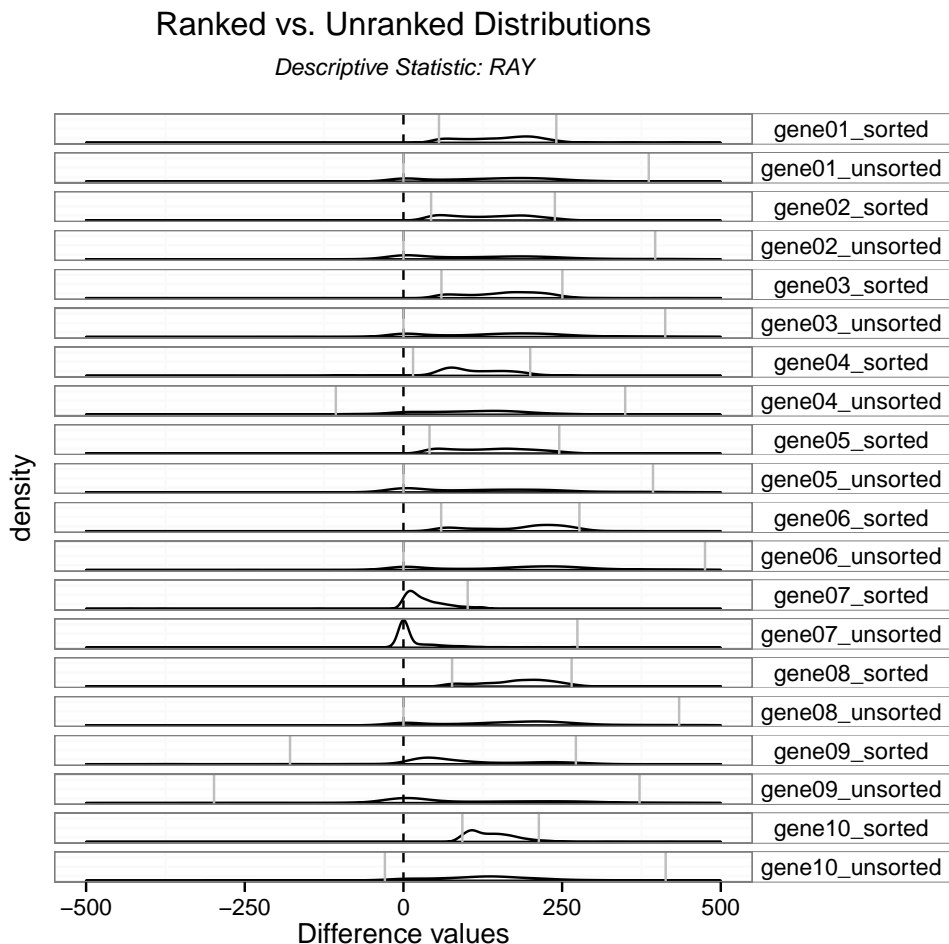 Ranked vs. Unranked Distributions
Descriptive Statistic: RAY
gene01_sorted
gene01_unsorted
gene02_sorted
gene02_unsorted
gene03_sorted
gene03_unsorted
gene04_sorted
gene04_unsorted
gene05_sorted
gene05_unsorted
gene06_sorted
gene06_unsorted
gene07_sorted
gene07_unsorted
gene08_sorted
gene08_unsorted
gene09_sorted
gene09_unsorted
gene10_sorted
gene10_unsorted
density
−500 −250 0 250 500
Difference values